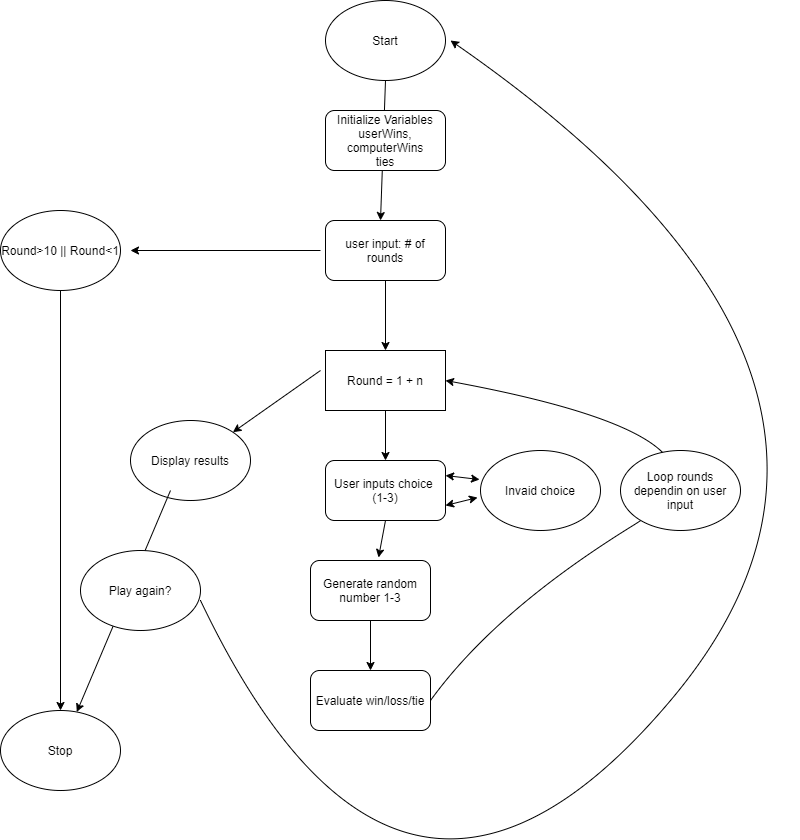 Start
Initialize Variables
userWins,
computerWins
ties
Round>10 || Round<1
user input: # of
rounds
Round = 1 + n
Display results
User inputs choice
(1-3)
Invaid choice
Loop rounds
dependin on user
input
Play again?
Generate random
number 1-3
Evaluate win/loss/tie
Stop